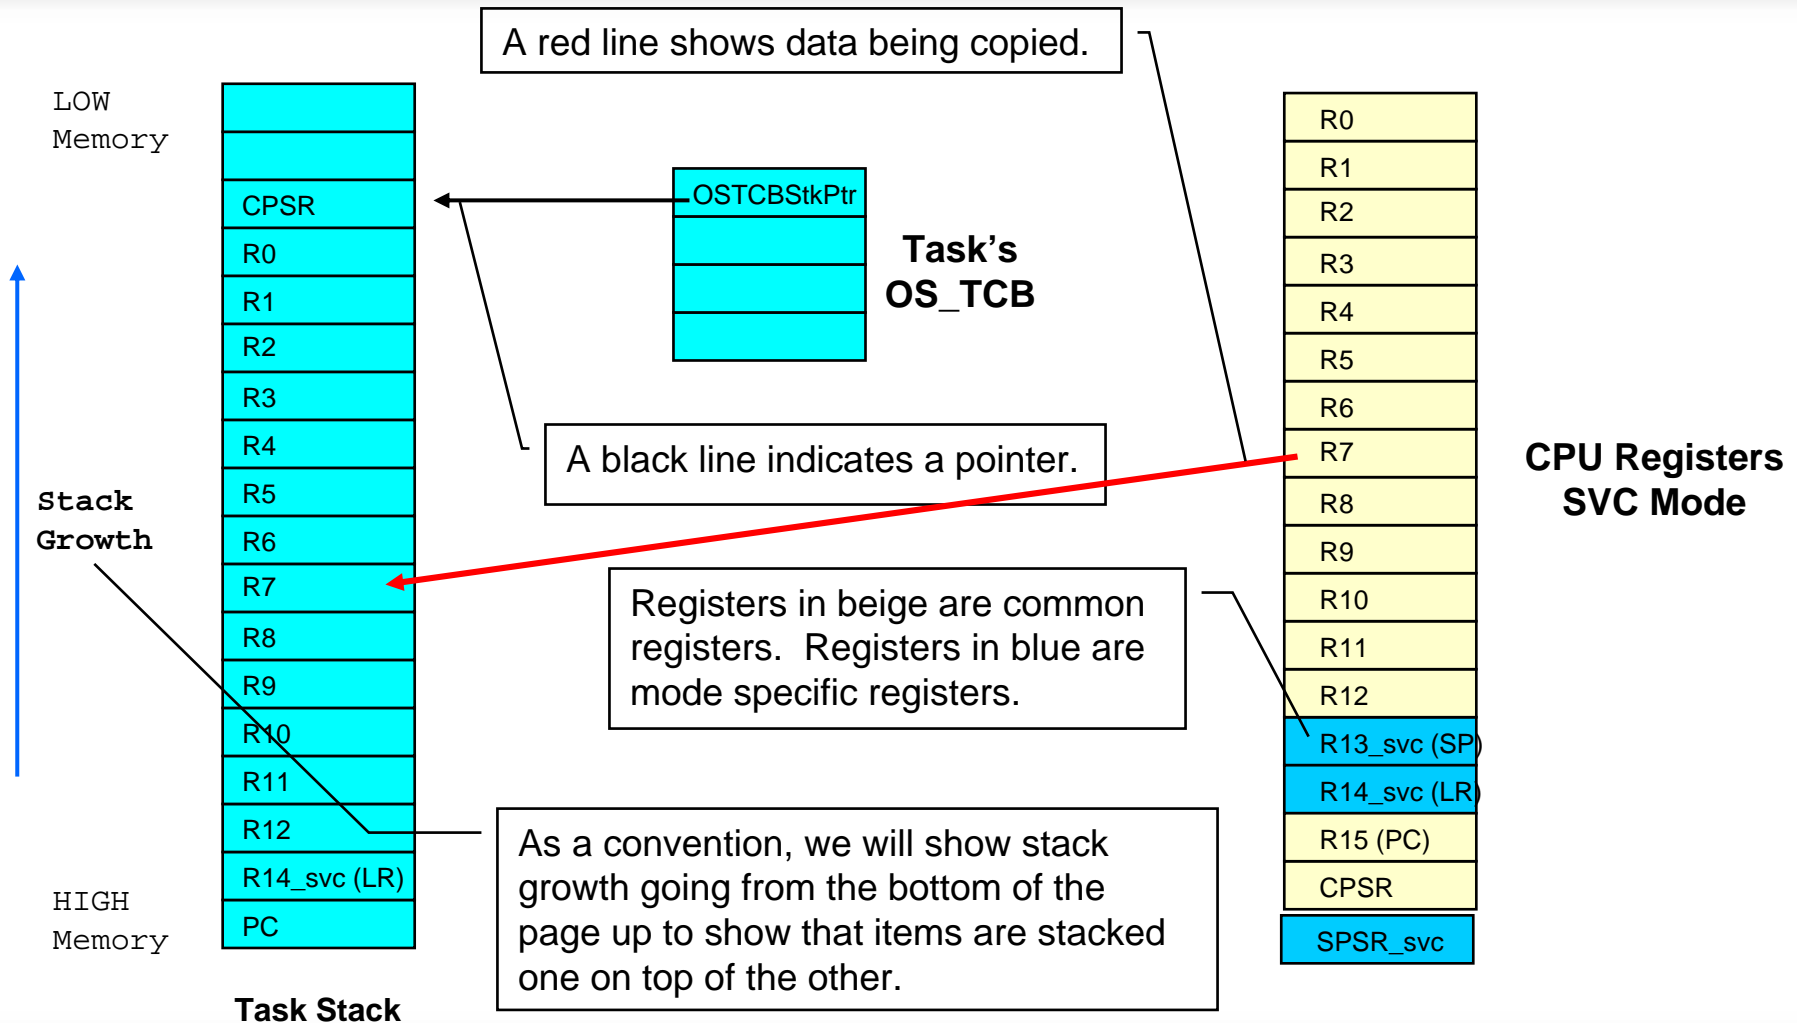 A red line shows data being copied.
LOW
Memory
CPSR
R0
R1
R2
R3
R4
R5
R6
R7
R8
R9
R10
R11
R12
R14_svc (LR)
PC
HIGH
Memory
Stack
Growth
Task Stack
OSTCBStkPtr
Task's
OS_TCB
A black line indicates a pointer.
Registers in beige are common
registers.  Registers in blue are
mode specific registers.
As a convention, we will show stack
growth going from the bottom of the
page up to show that items are stacked
one on top of the other.
R0
R1
R2
R3
R4
R5
R6
R7
R8
R9
R10
R11
R12
R13_svc (SP)
R14_svc (LR)
R15 (PC)
CPSR
SPSR_svc
CPU Registers
SVC Mode